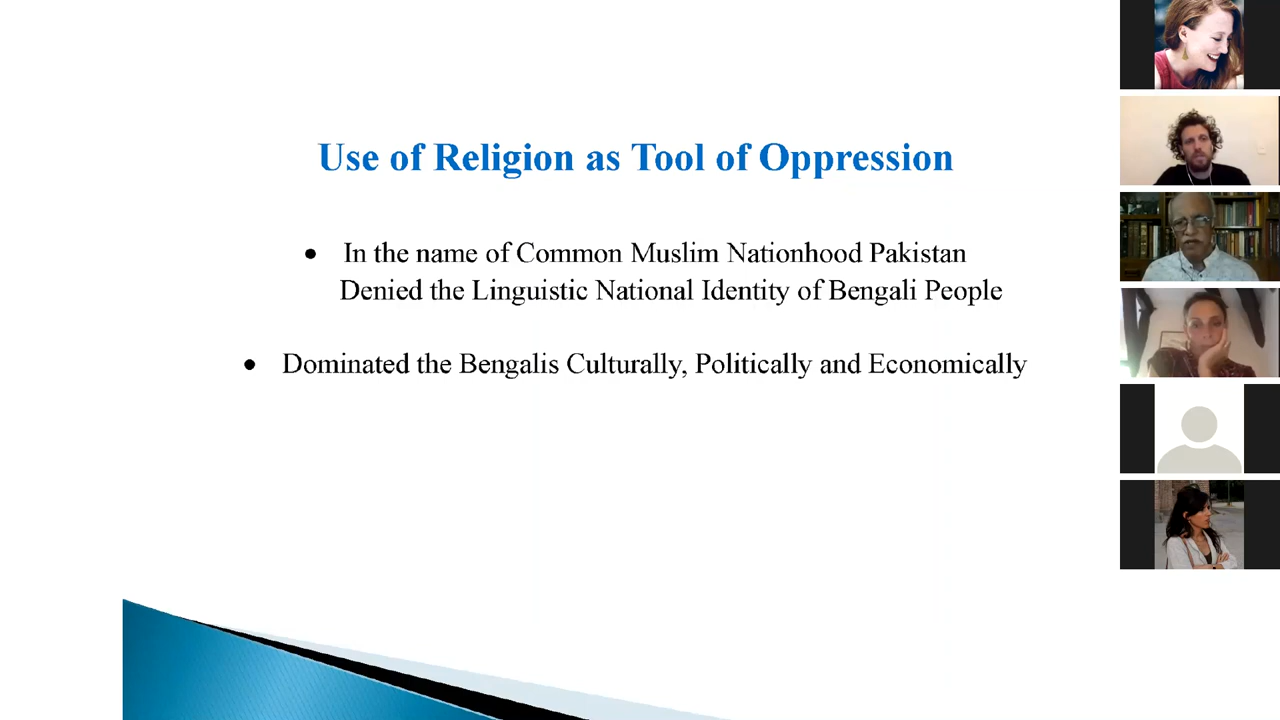 Use of Religion as Tool of Oppression
• In the name of Common Muslim Nationhood Pakistan
Denied the Linguistic National Identity of Bengali People
• Dominated the Bengalis Culturally, Politically and Economically